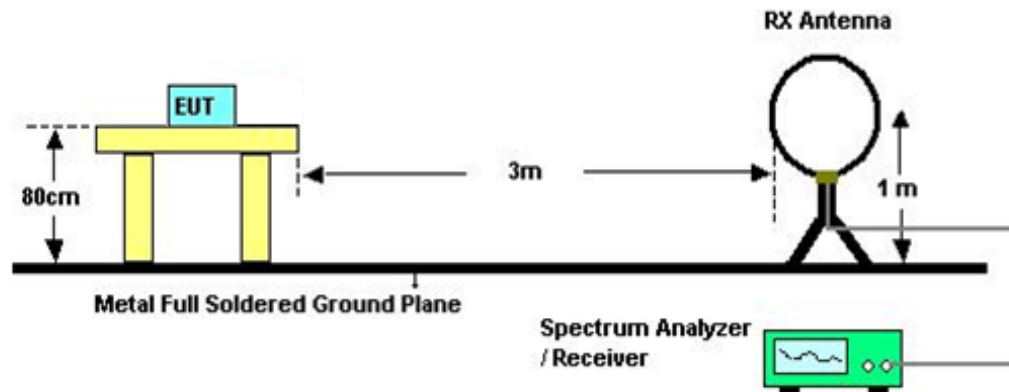 RX Antenna
EUT
80cm
3m
1 m
Metal Full Soldered Ground Plane
Spectrum Analyzer
/ Receiver